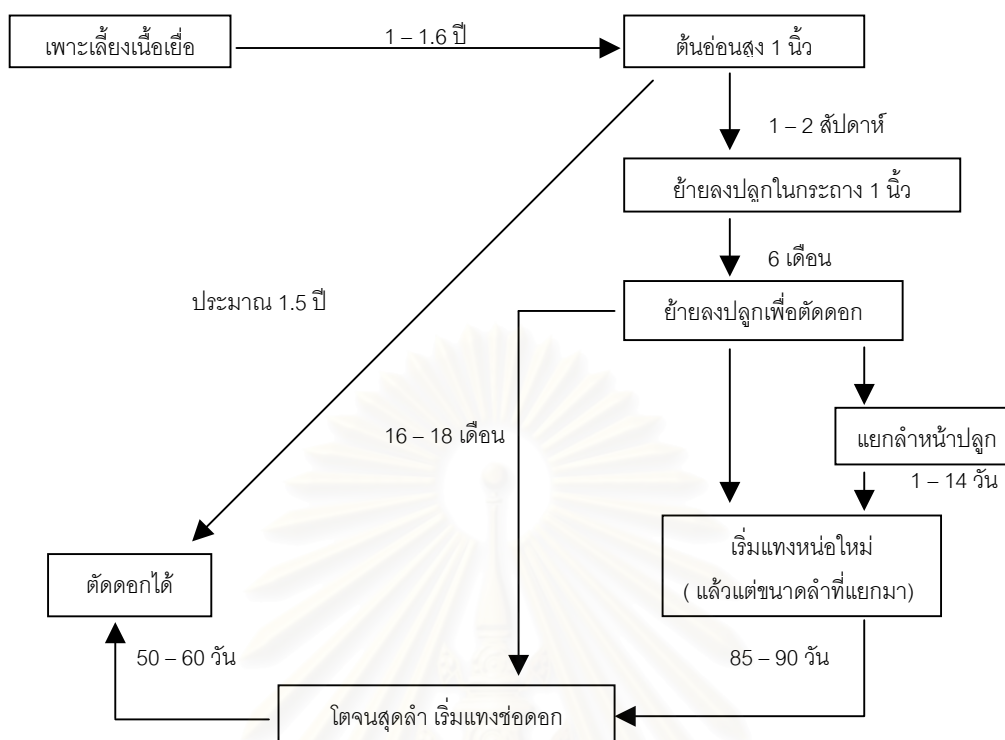 เพาะเลี้ยงเนื้อเยื่อ
1 – 1.6 ปี
ต้นอ่อนสูง 1 นิ้ว
1 – 2 สัปดาห์
ย้ายลงปลูกในกระถาง 1 นิ้ว
6 เดือน
ประมาณ 1.5 ปี
ย้ายลงปลูกเพื่อตัดดอก
16 – 18 เดือน
แยกลำหน้าปลูก
1 – 14 วัน
เริ่มแทงหน่อใหม่
( แล้วแต่ขนาดลำที่แยกมา)
ตัดดอกได้
50 – 60 วัน
85 – 90 วัน
โตจนสุดลำ เริ่มแทงช่อดอก